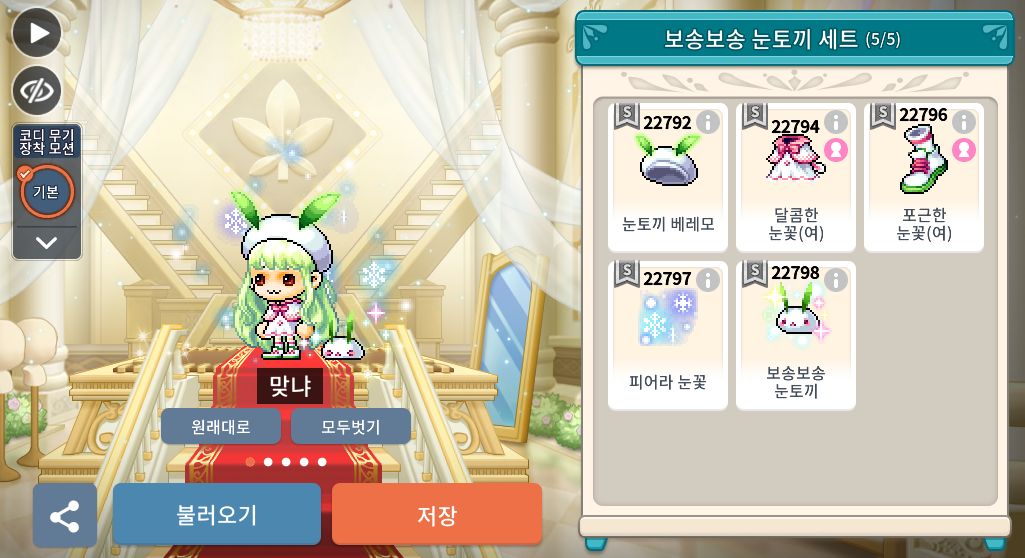 코디 무기
장착 모션
기본
맞냐
원래대로
모두벗기
불러오기
저장
보송보송 눈토끼 세트 (5/5)
S
22792
눈토끼 베레모
S
22794
달콤한
눈꽃(여)
S
22796
포근한
눈꽃(여)
S
22797
피어라 눈꽃
S
22798
보송보송
눈토끼